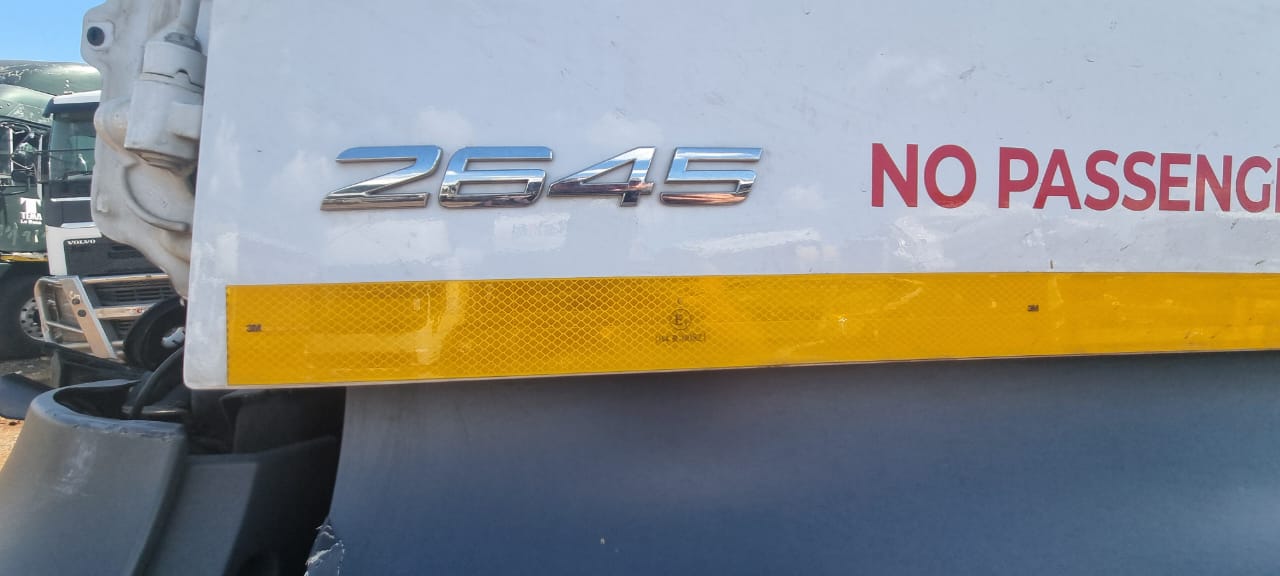 2645
NO PASSENG
3M
3M
E
VOLVO